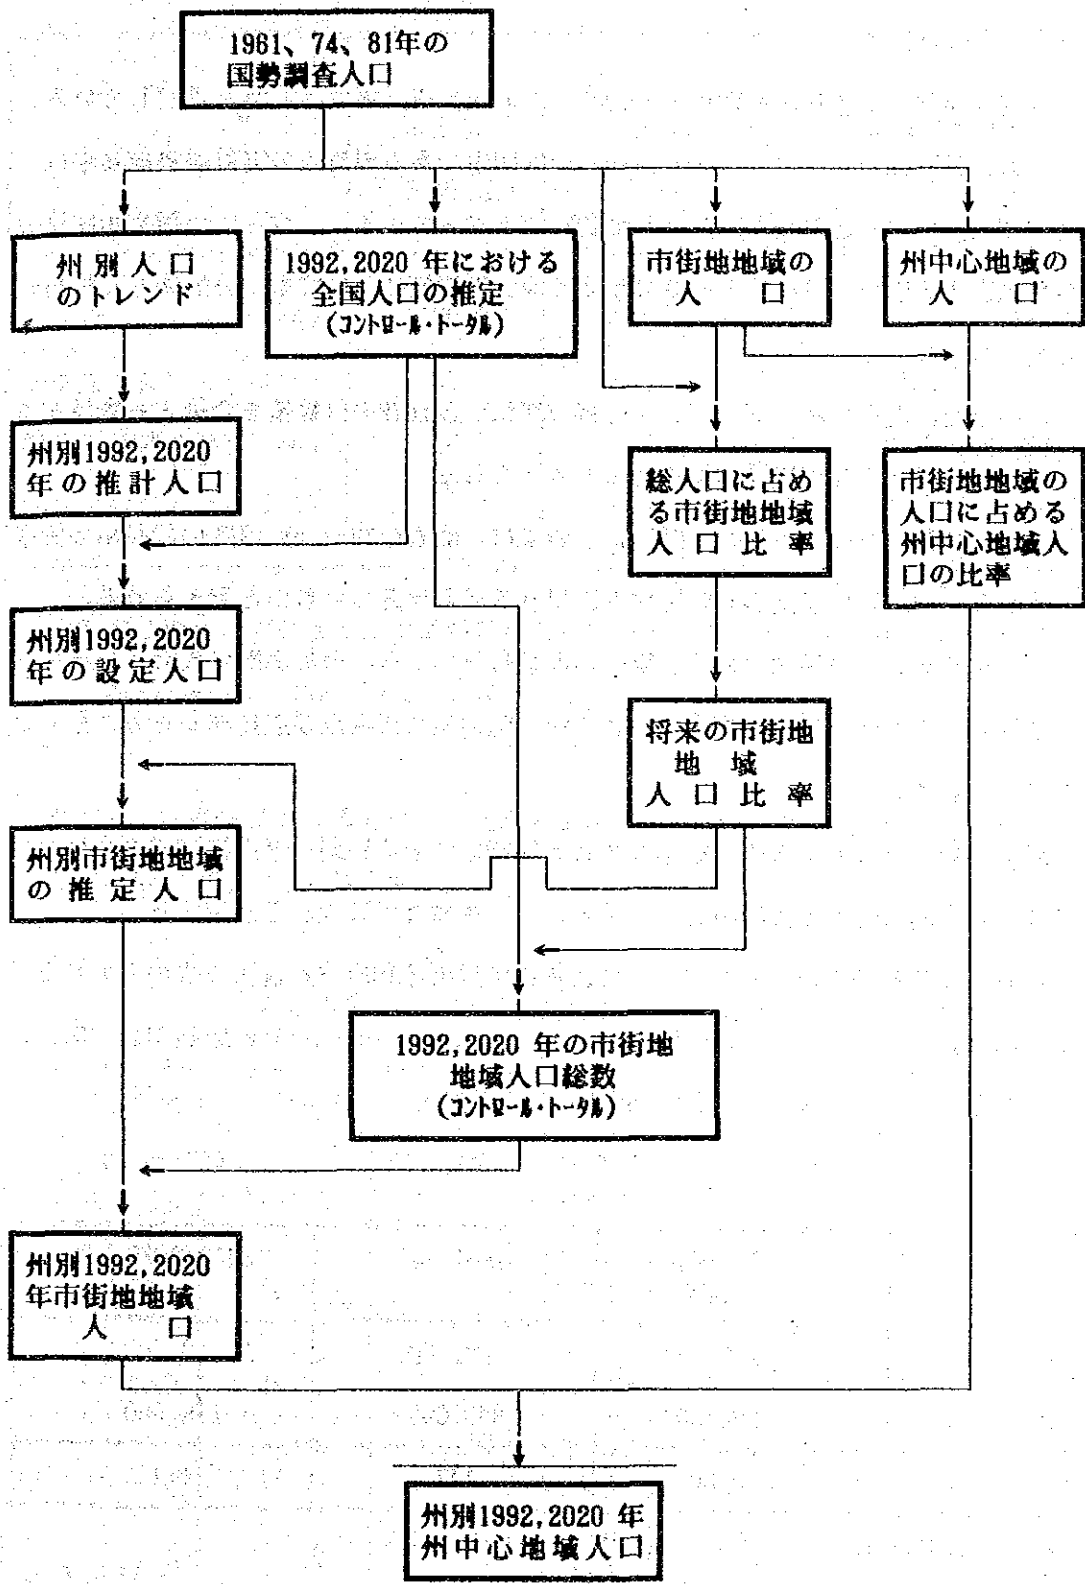 1961、74、81年の
国勢調査人口
州別人口
のトレンド
1992,2020 年における
全国人口の推定
(コントロール・トータル)
市街地地域の
人口
州中心地域の
人口
州別1992,2020
年の推計人口
総人口に占め
る市街地地域
人口比率
市街地地域の
人口に占める
州中心地域人
口の比率
州別1992,2020
年の設定人口
将来の市街地
地域
人口比率
州別市街地地域
の推定人口
1992,2020 年の市街地
地域人口総数
(コントロール・トータル)
州別1992,2020
年市街地地域
人口
州別1992,2020 年
州中心地域人口